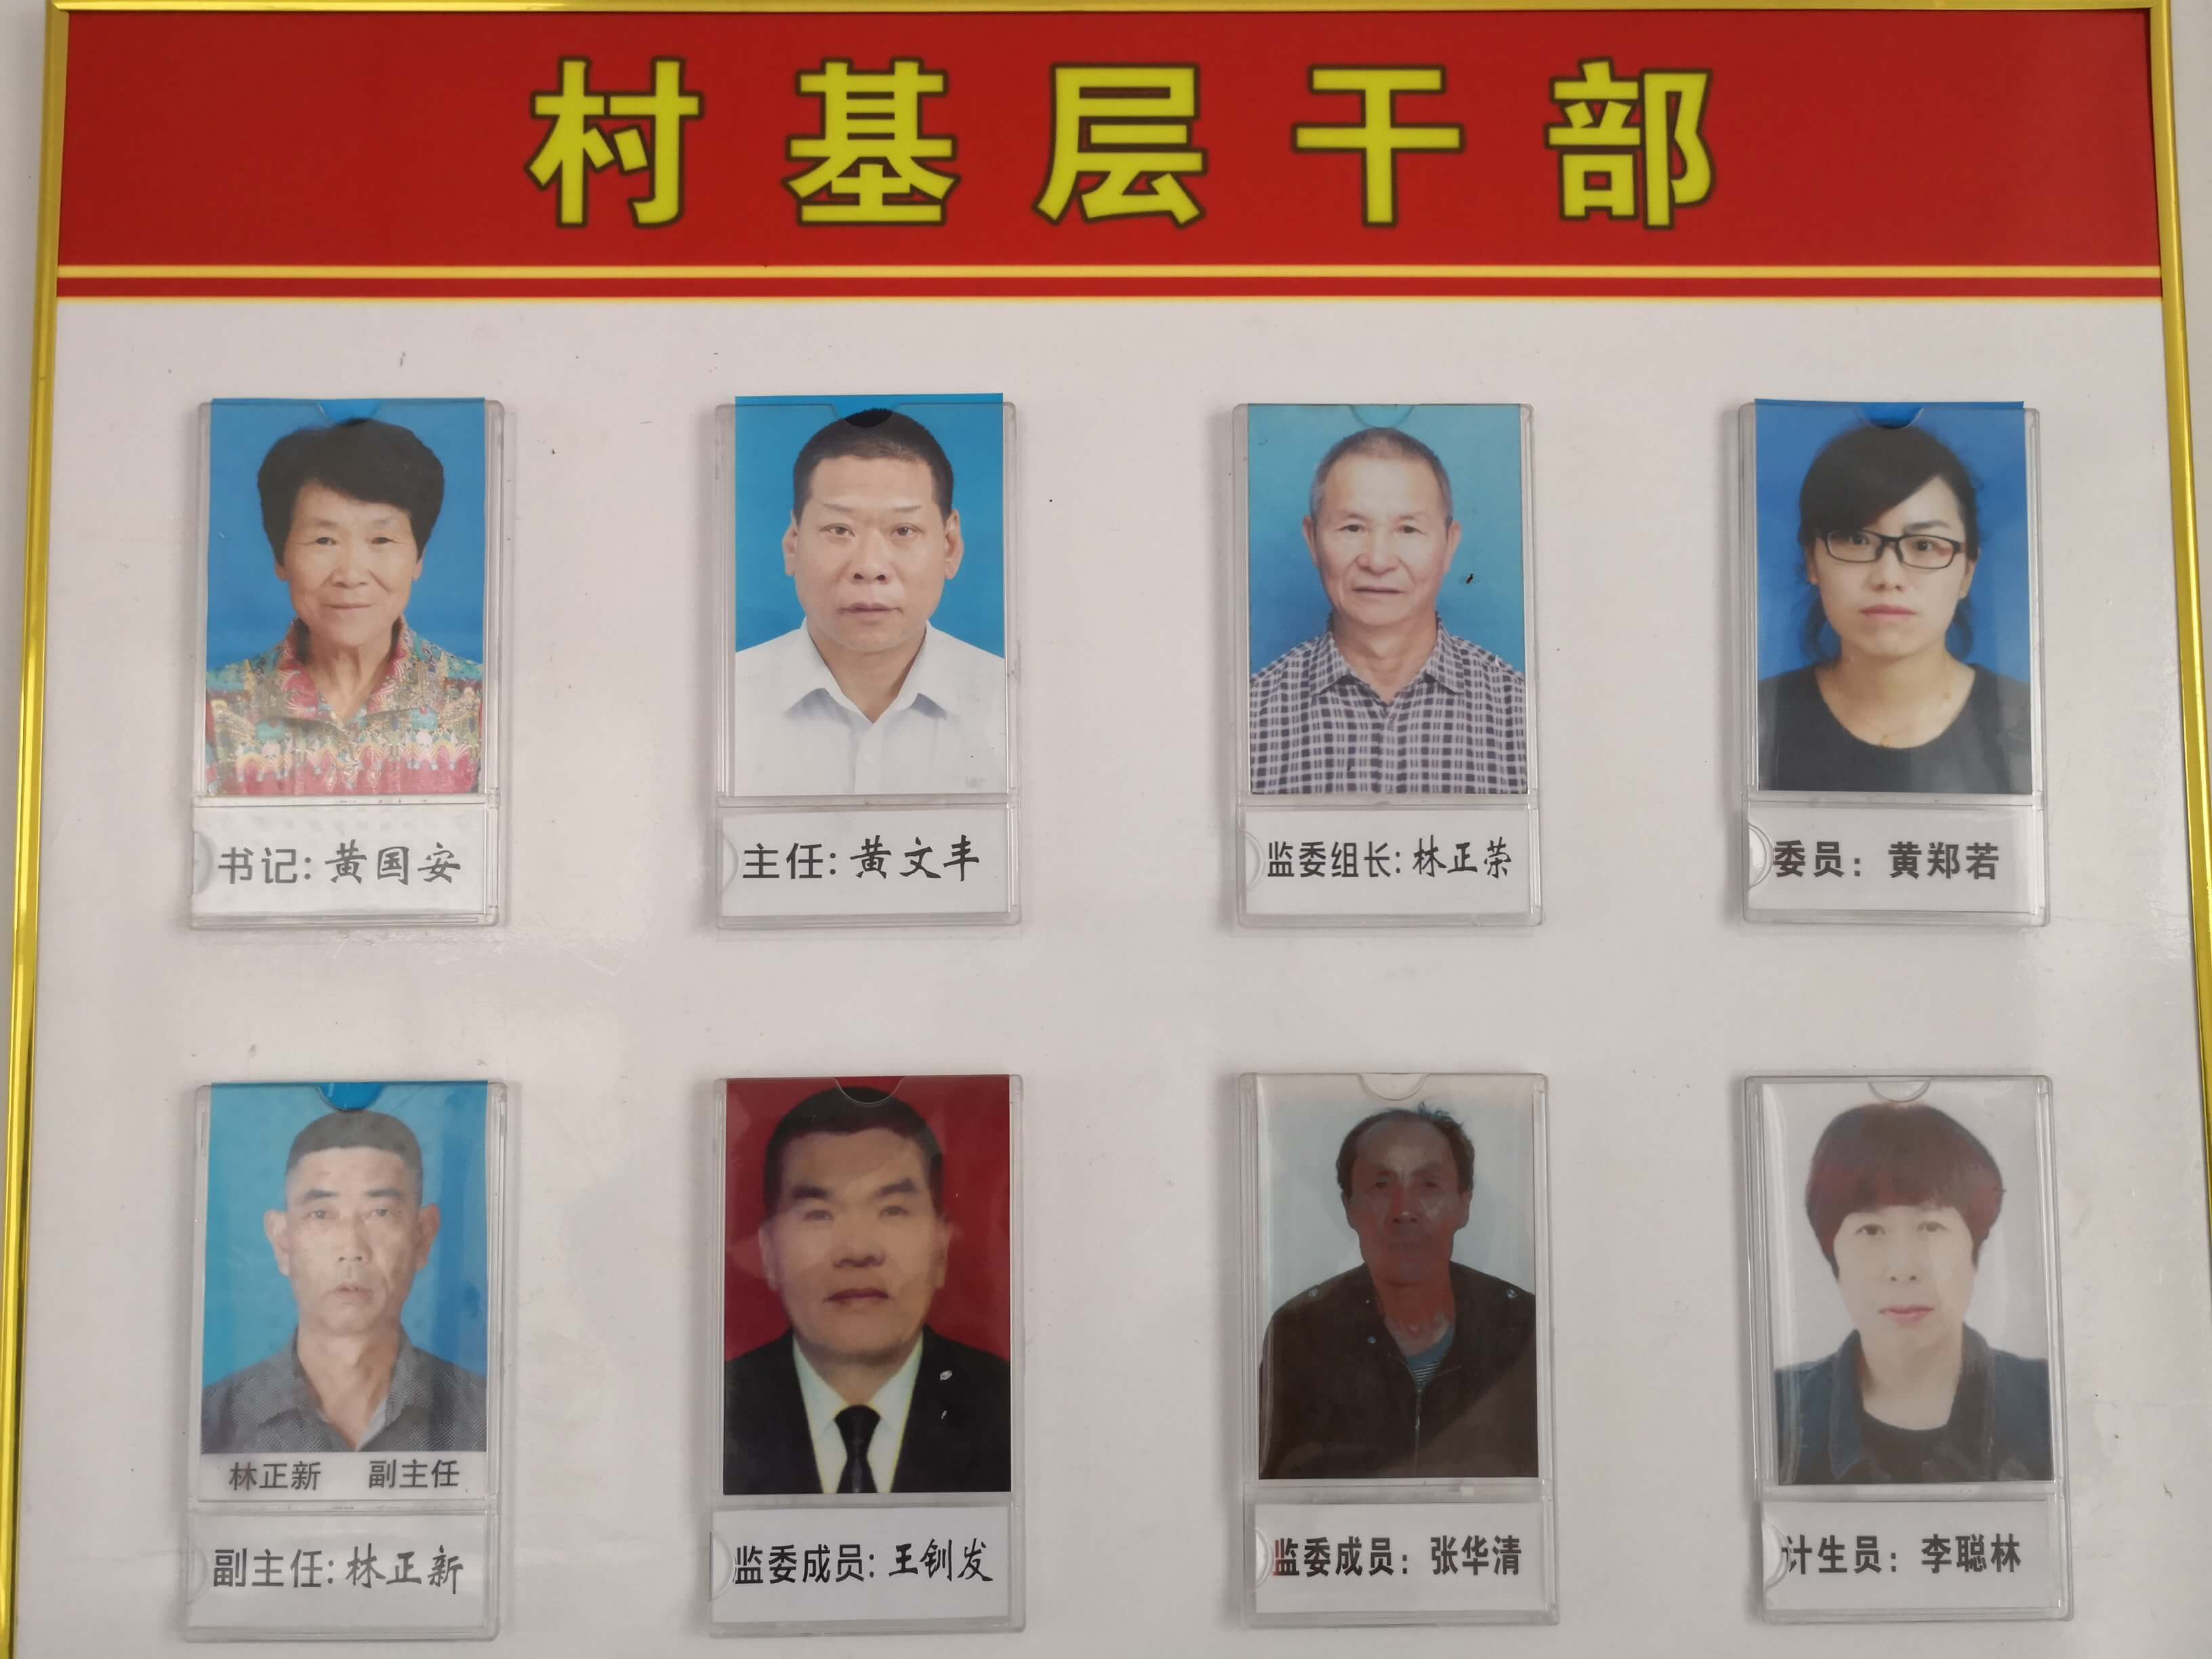 村基层干部
书记:黄国安
主任:黄文丰
监委组长:林正荣
委员：黄郑若
林正新 副主任
副主任:林正新
监委成员:王钏发
监委成员：张华清
计生员：李聪林